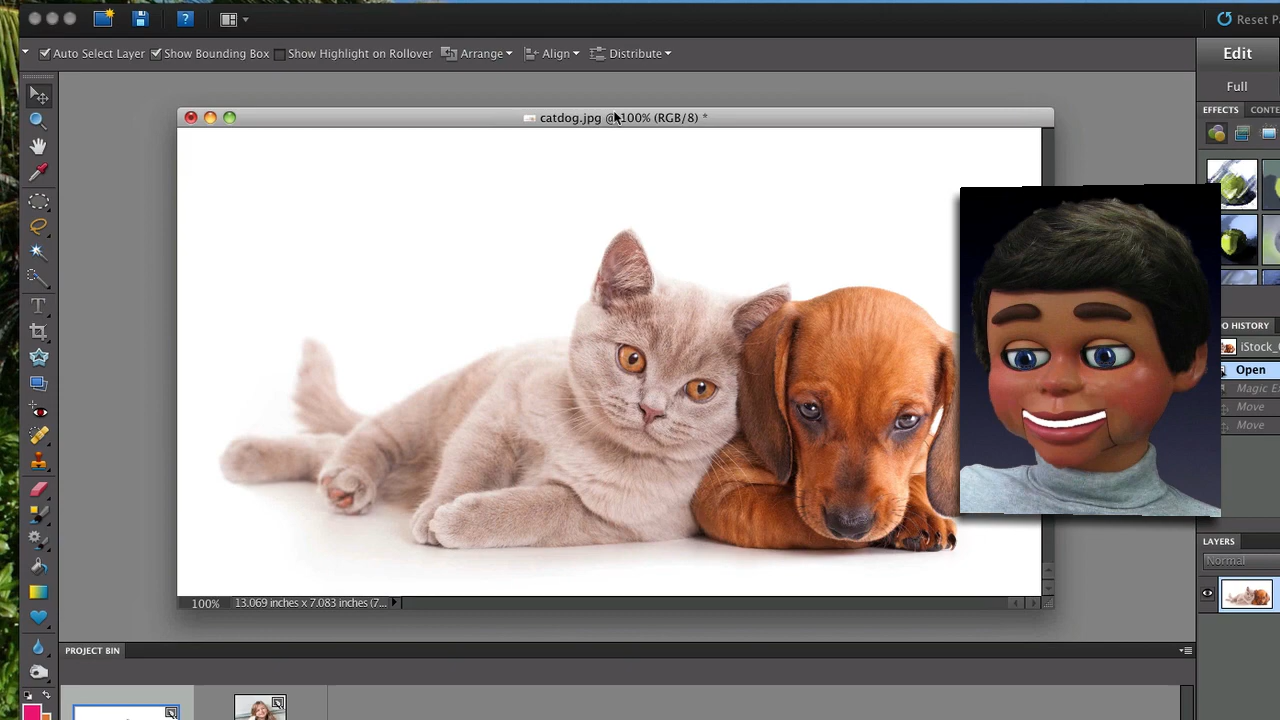 Reset P
Auto Select Layer Show Bounding Box Show Highlight on Rollover Arrange Align Distribute
Edit
Full
EFFECTS CONTE
catdog.jpg @ 100% (RGB/8) *
O HISTORY
iStock_
Open
Magic Ex
Move
Move
LAYERS
Normal
100% 13.069 inches x 7.083 inches (7...
PROJECT BIN